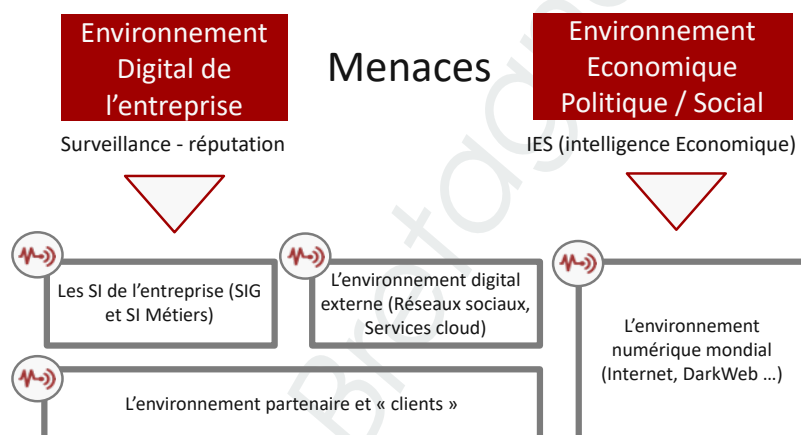 Environnement
Digital de
l'entreprise
Menaces
Environnement
Economique
Politique / Social
Surveillance - réputation
IES (intelligence Economique)
Les SI de l'entreprise (SIG
et SI Métiers)
L'environnement digital
externe (Réseaux sociaux,
Services cloud)
L'environnement
numérique mondial
(Internet, DarkWeb ...)
L'environnement partenaire et « clients »
Bretagne